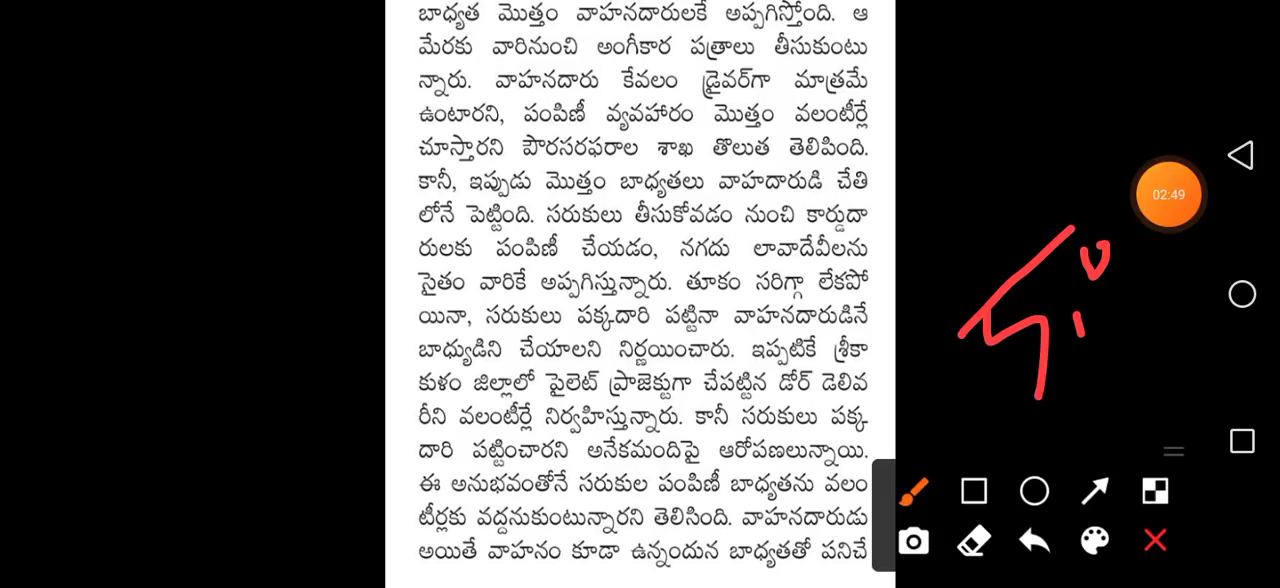 బాధ్యత మొత్తం వాహనదారులకే అప్పగిస్తోంది. ఆ
మేరకు వారినుంచి అంగీకార పత్రాలు తీసుకుంటు
న్నారు. వాహనదారు కేవలం డ్రైవర్‌గా మాత్రమే
ఉంటారని, పంపిణీ వ్యవహారం మొత్తం వలంటీర్లే
చూస్తారని పౌరసరఫరాల శాఖ తొలుత తెలిపింది.
కానీ, ఇప్పుడు మొత్తం బాధ్యతలు వాహదారుడి చేతి
లోనే పెట్టింది. సరుకులు తీసుకోవడం నుంచి కార్డుదా
రులకు పంపిణీ చేయడం, నగదు లావాదేవీలను
సైతం వారికే అప్పగిస్తున్నారు. తూకం సరిగ్గా లేకపో
యినా, సరుకులు పక్కదారి పట్టినా వాహనదారుడినే
బాధ్యుడిని చేయాలని నిర్ణయించారు. ఇప్పటికే శ్రీకా
కుళం జిల్లాలో పైలెట్ ప్రాజెక్టుగా చేపట్టిన డోర్ డెలివ
రీని వలంటీర్లే నిర్వహిస్తున్నారు. కానీ సరుకులు పక్క
దారి పట్టించారని అనేకమందిపై ఆరోపణలున్నాయి.
ఈ అనుభవంతోనే సరుకుల పంపిణీ బాధ్యతను వలం
టీర్లకు వద్దనుకుంటున్నారని తెలిసింది. వాహనదారుడు
అయితే వాహనం కూడా ఉన్నందున బాధ్యతతో పనిచే
02:49